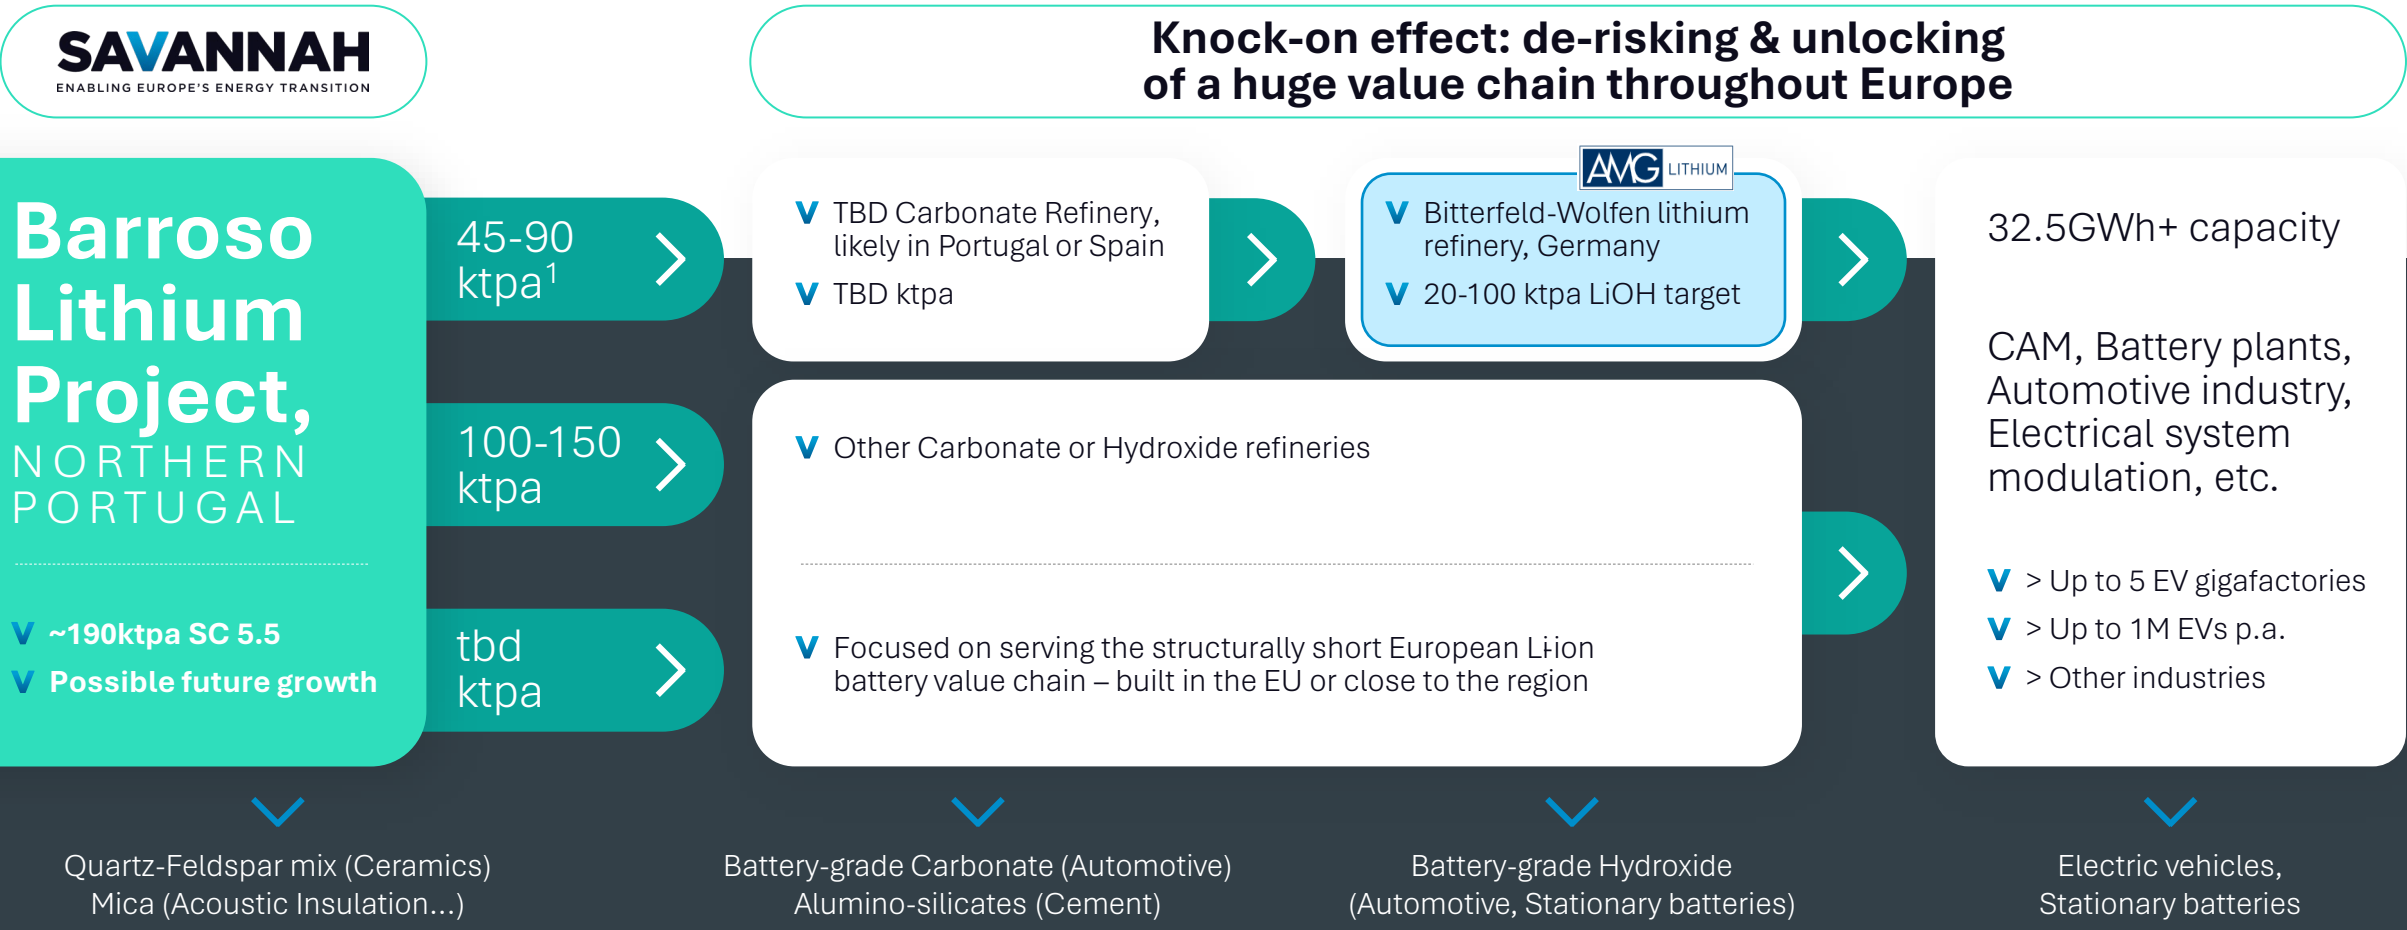 SAVANNAH
ENABLING EUROPE'S ENERGY TRANSITION
Knock-on effect: de-risking & unlocking
of a huge value chain throughout Europe
Barroso
Lithium
Project,
NORTHERN
PORTUGAL
~190ktpa SC 5.5
Possible future growth
45-90
ktpa¹
100-150
ktpa
tbd
ktpa
TBD Carbonate Refinery,
likely in Portugal or Spain
TBD ktpa
AMG LITHIUM
Bitterfeld-Wolfen lithium
refinery, Germany
20-100 ktpa LiOH target
Other Carbonate or Hydroxide refineries
Focused on serving the structurally short European Li-ion
battery value chain – built in the EU or close to the region
32.5GWh+ capacity
CAM, Battery plants,
Automotive industry,
Electrical system
modulation, etc.
> Up to 5 EV gigafactories
> Up to 1M EVs p.a.
> Other industries
Quartz-Feldspar mix (Ceramics)
Mica (Acoustic Insulation...)
Battery-grade Carbonate (Automotive)
Alumino-silicates (Cement)
Battery-grade Hydroxide
(Automotive, Stationary batteries)
Electric vehicles,
Stationary batteries